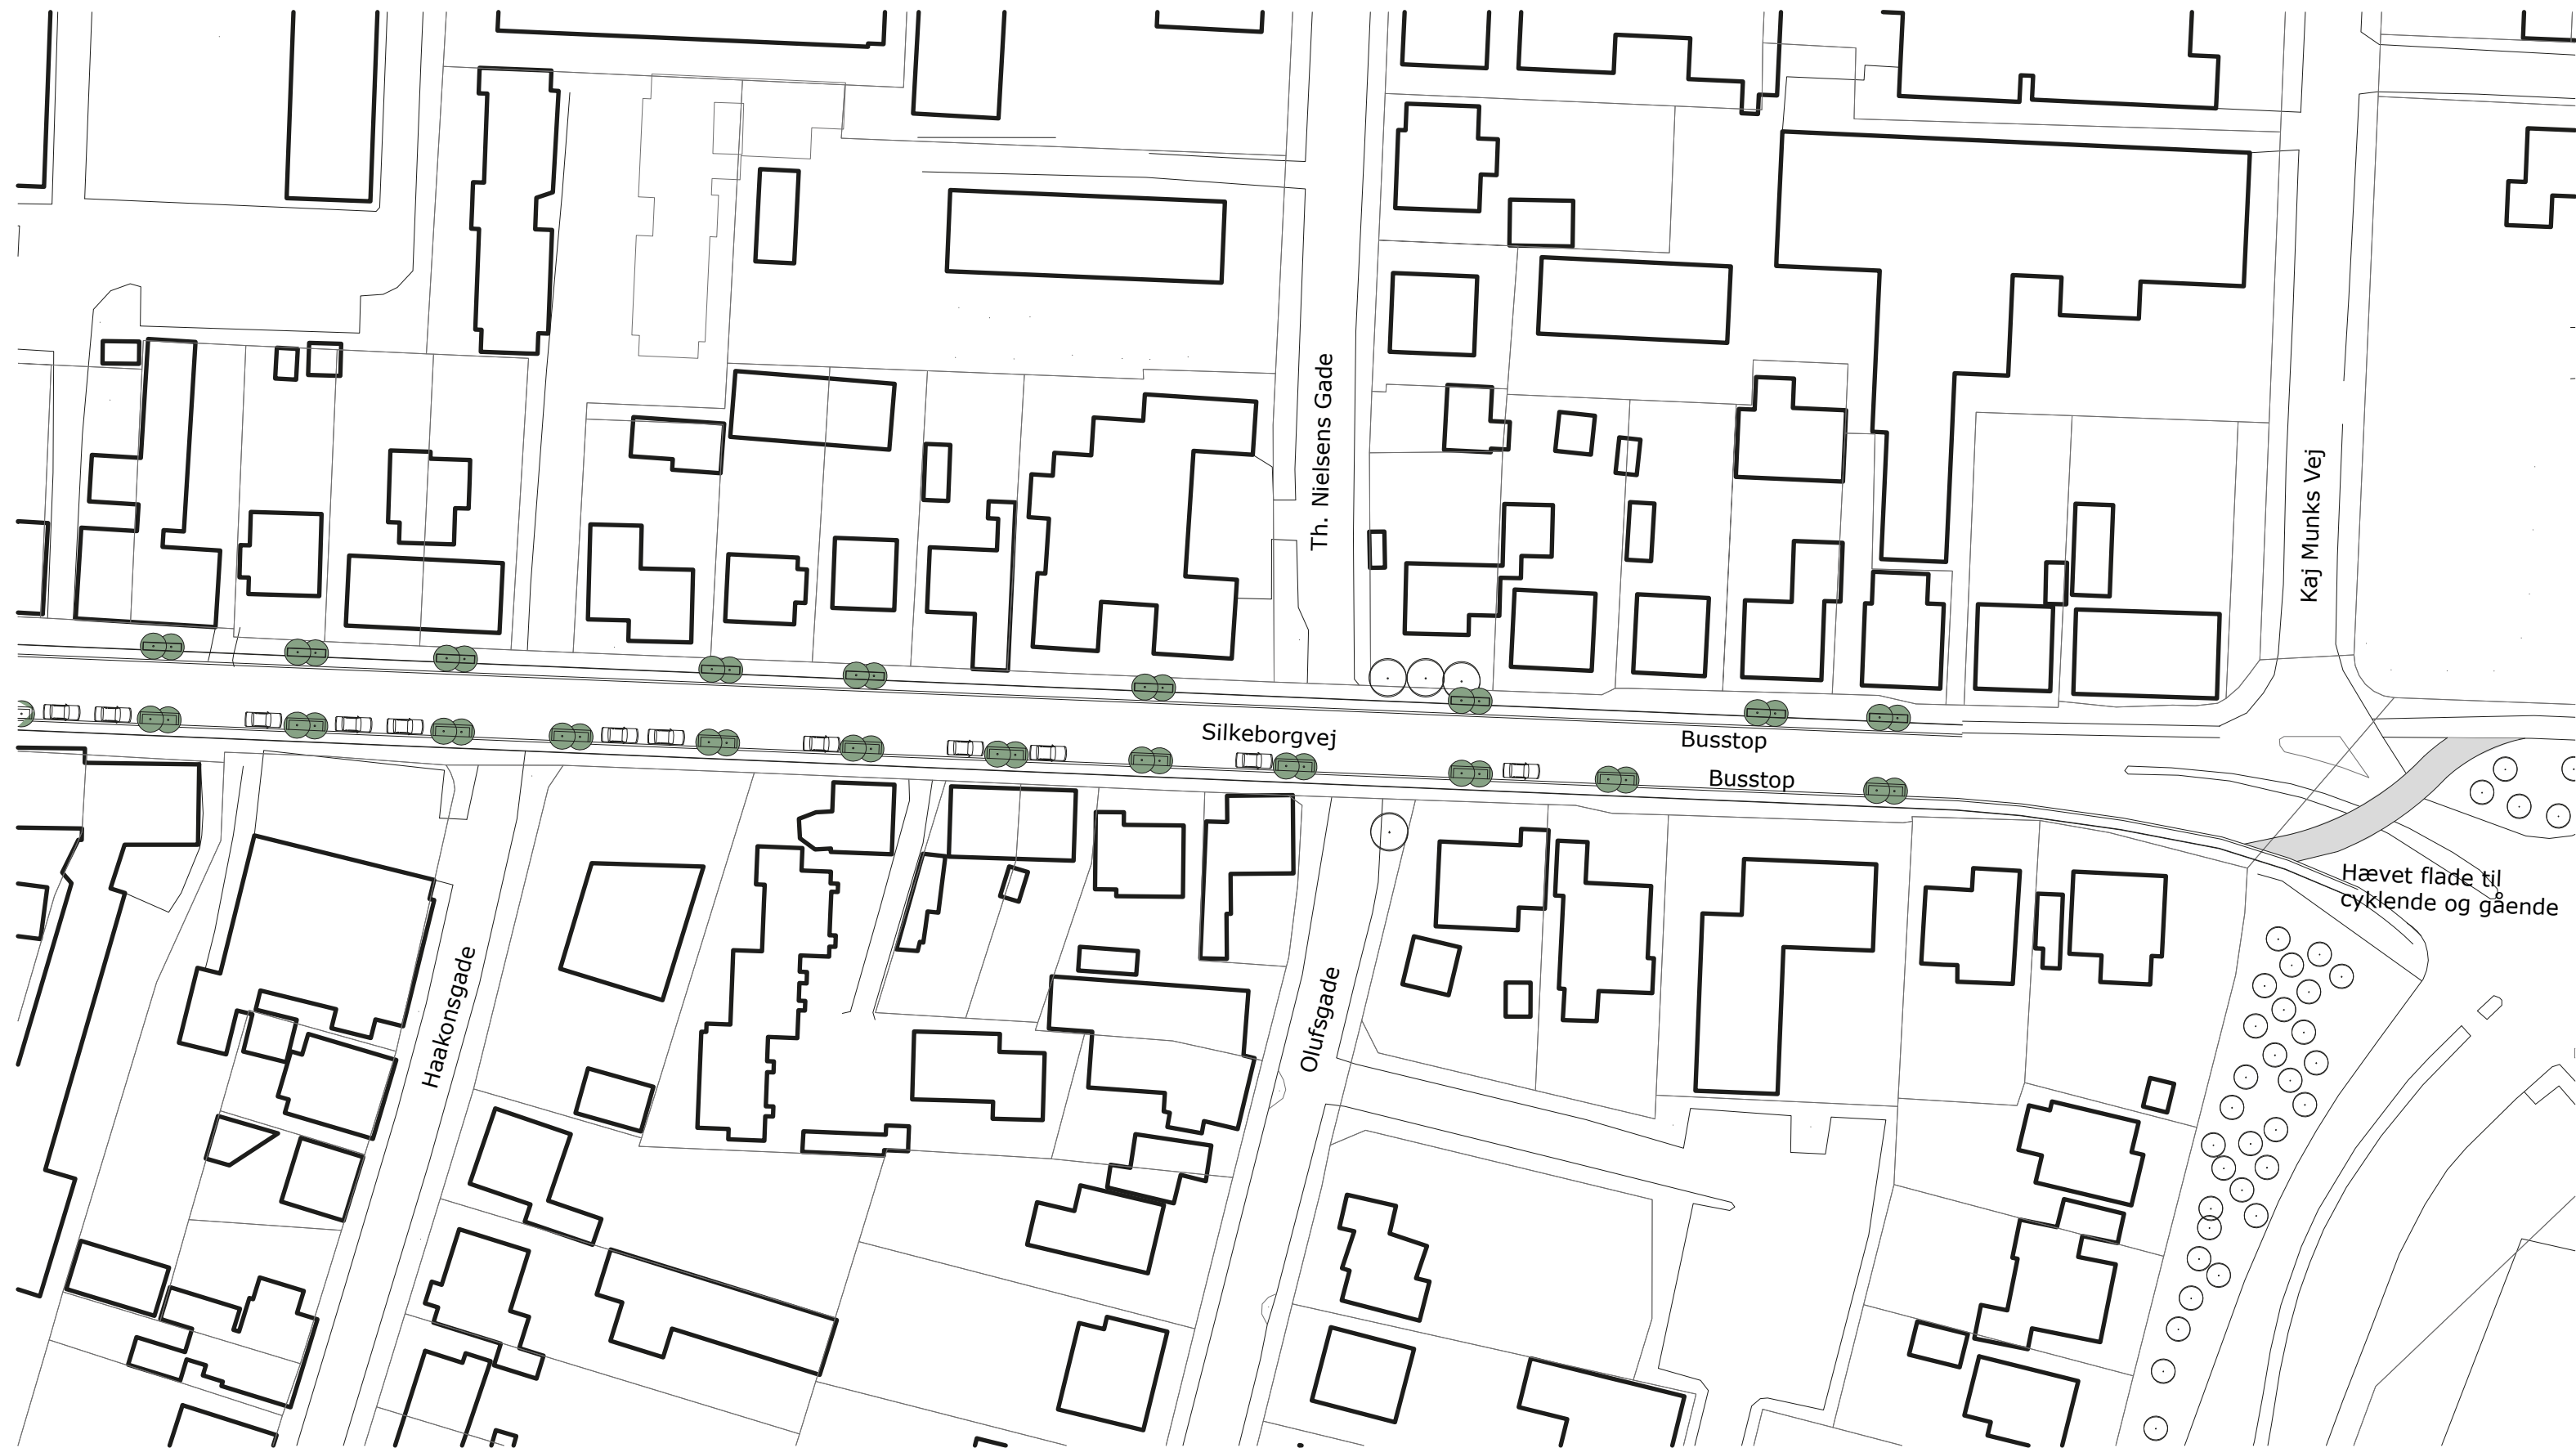 Th. Nielsens Gade
Kaj Munks Vej
Silkeborgvej
Busstop
Busstop
Hævet flade til
cyklende og gående
Haakonsgade
Olufsgade